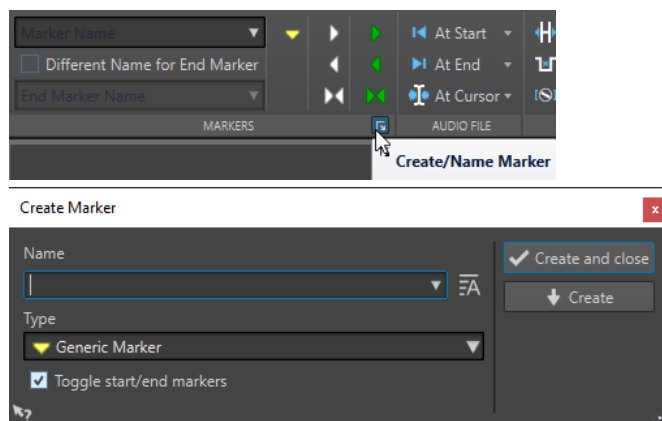 Marker Name
At Start
Different Name for End Marker
At End
End Marker Name
At Cursor
MARKERS
AUDIO FILE
Create/Name Marker
Create Marker
x
Name
Create and close
A
Create
Type
Generic Marker
Toggle start/end markers
?